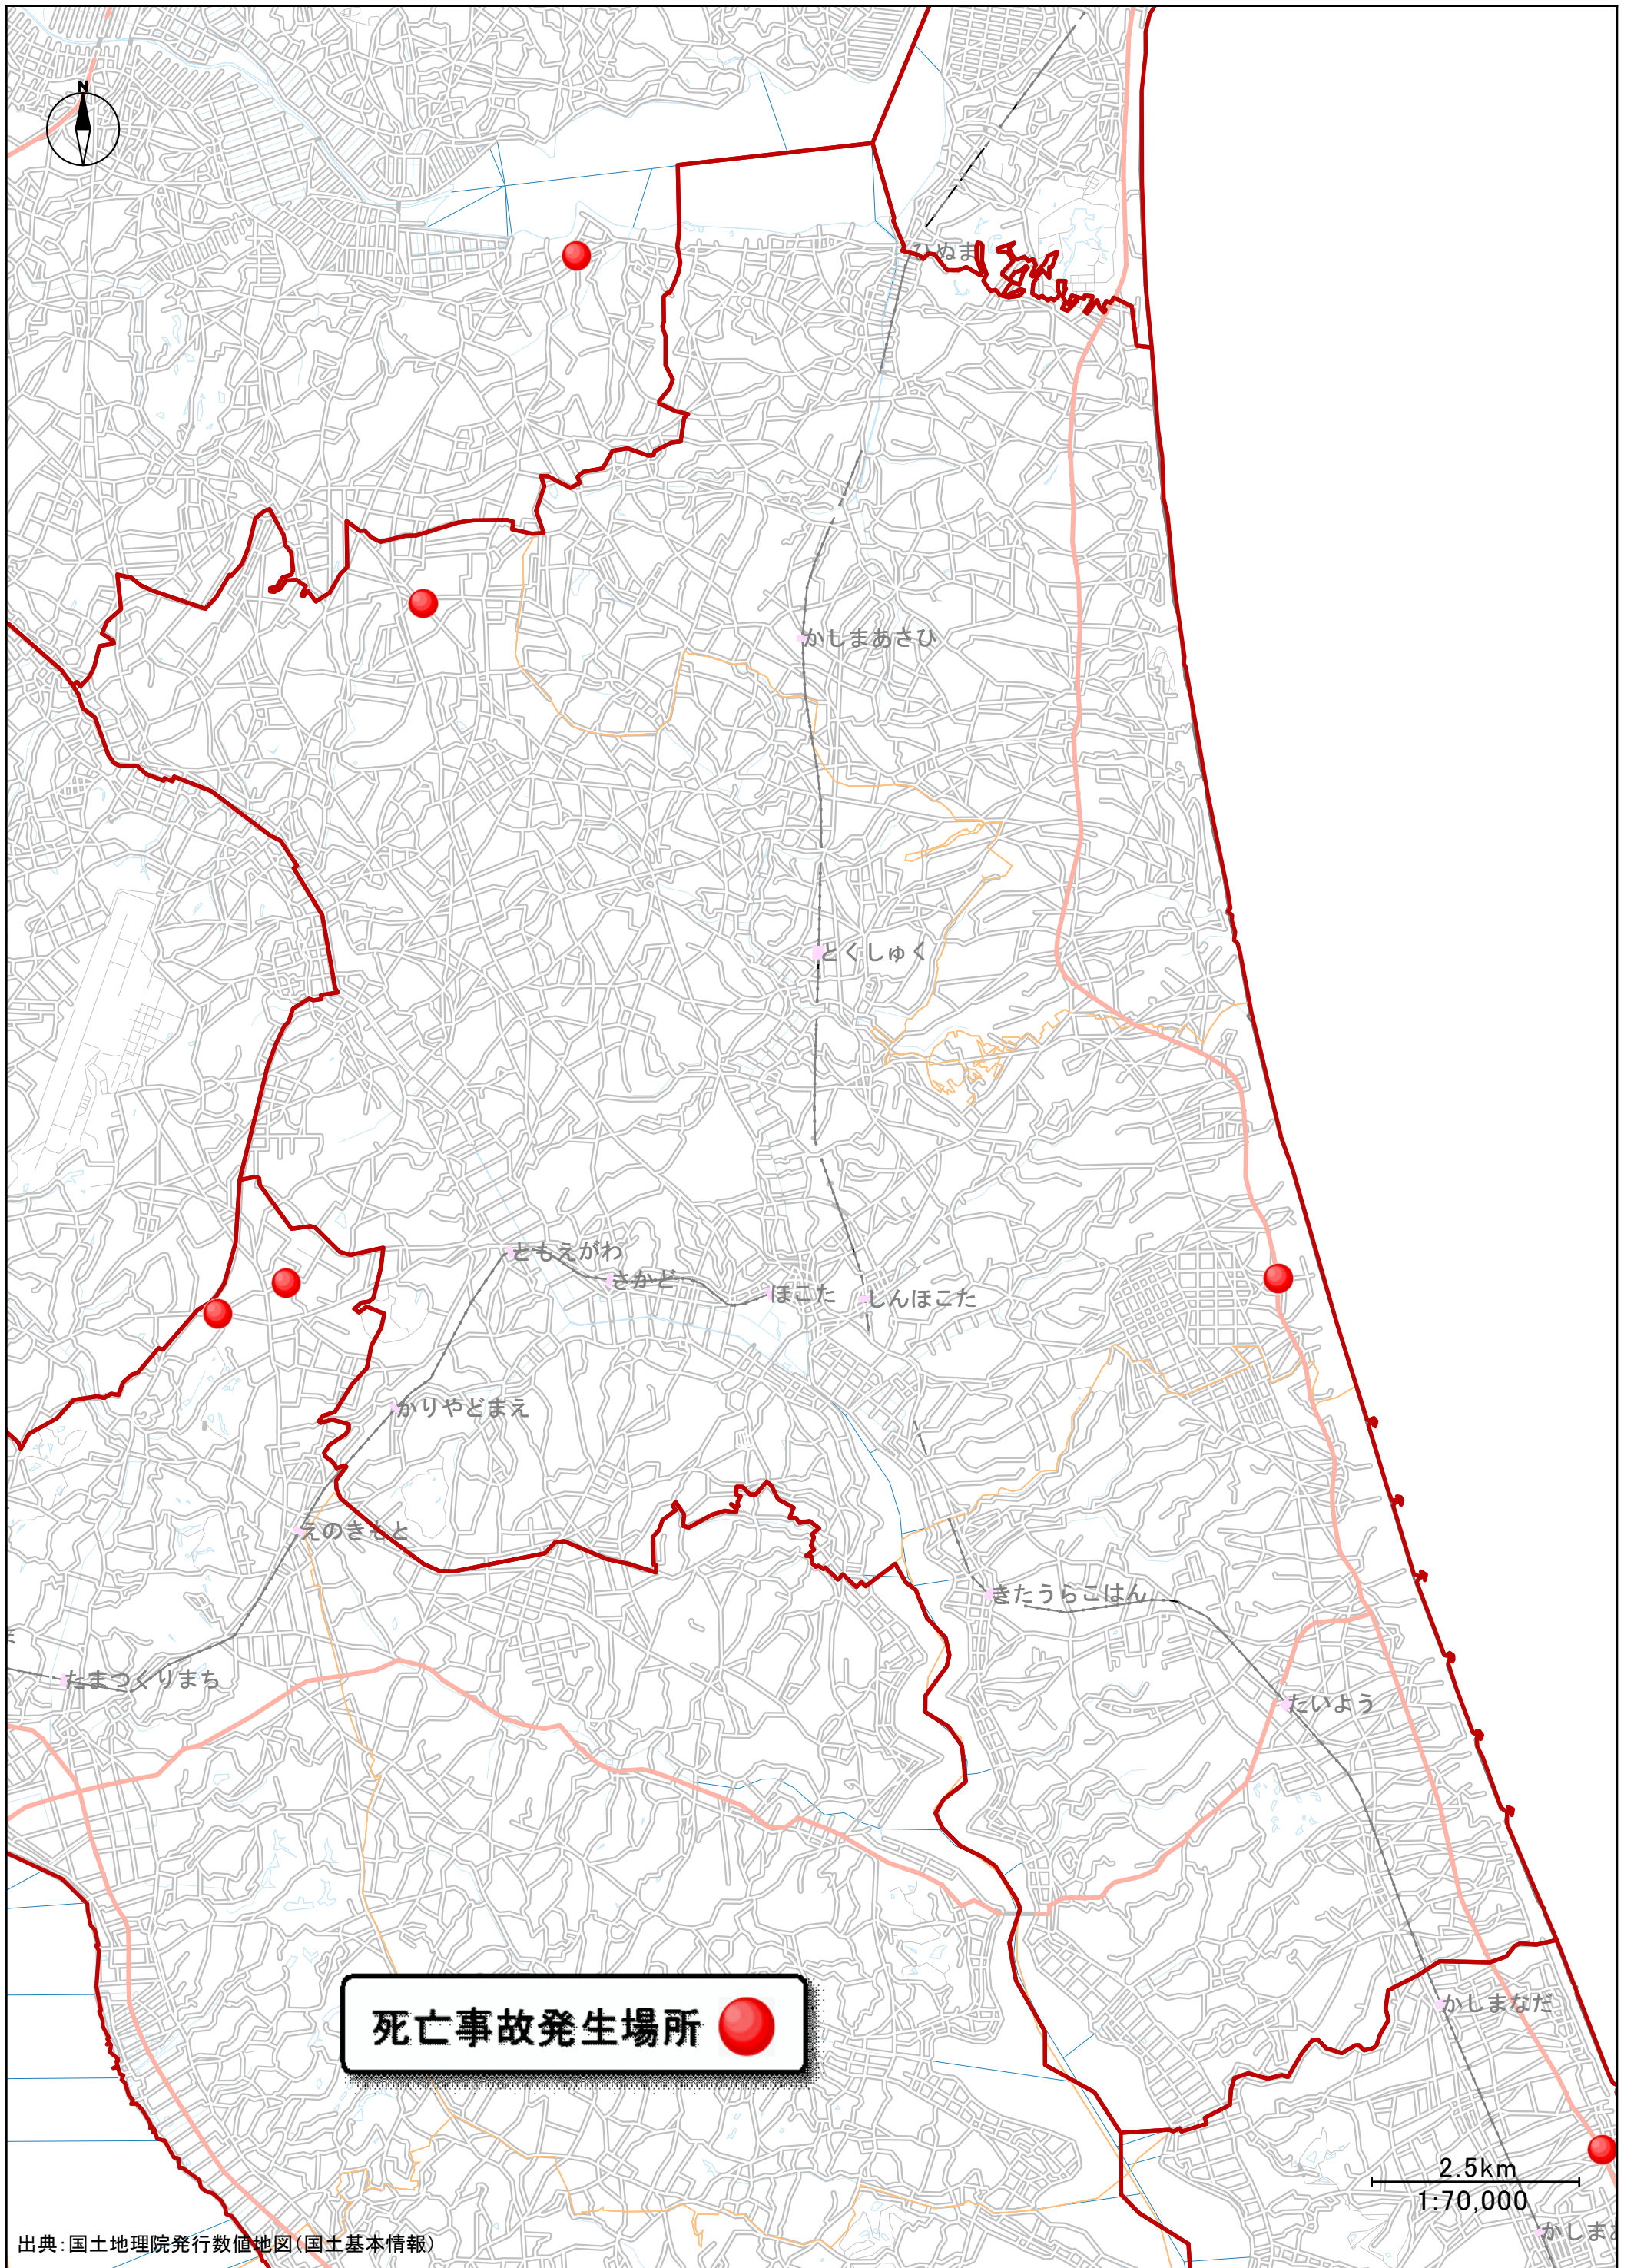 N
ひぬま
かしまあさひ
とくしゅく
ともえがわ
さかど
ほこた
しんほこた
かりやどまえ
えのきもと
きたうらこはん
たまつくりまち
たいよう
かしまなだ
死亡事故発生場所
2.5km
1:70,000
出典:国土地理院発行数値地図(国土基本情報)